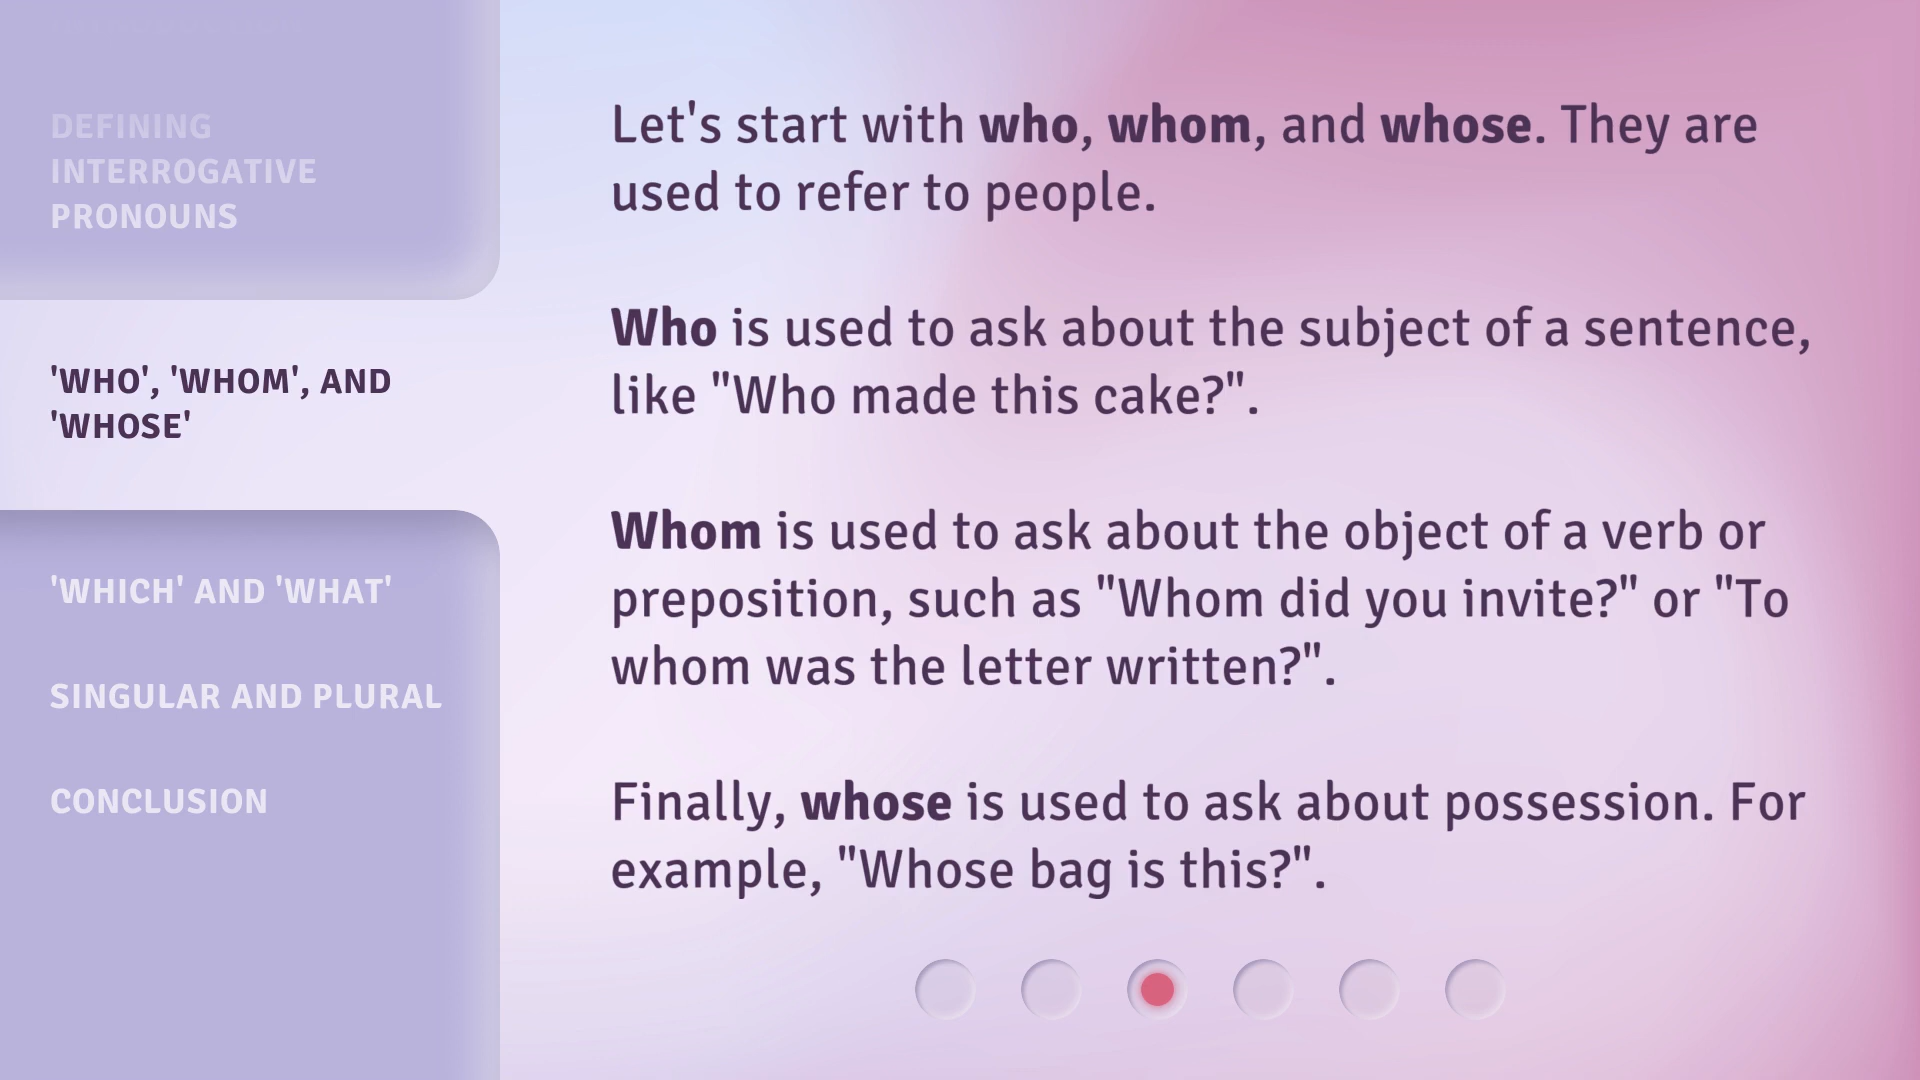 DEFINING
INTERROGATIVE
PRONOUNS
'WHO', 'WHOM', AND
'WHOSE'
'WHICH' AND 'WHAT'
SINGULAR AND PLURAL
CONCLUSION
Let's start with who, whom, and whose. They are
used to refer to people.
Who is used to ask about the subject of a sentence,
like "Who made this cake?".
Whom is used to ask about the object of a verb or
preposition, such as "Whom did you invite?" or "To
whom was the letter written?".
Finally, whose is used to ask about possession. For
example, "Whose bag is this?".